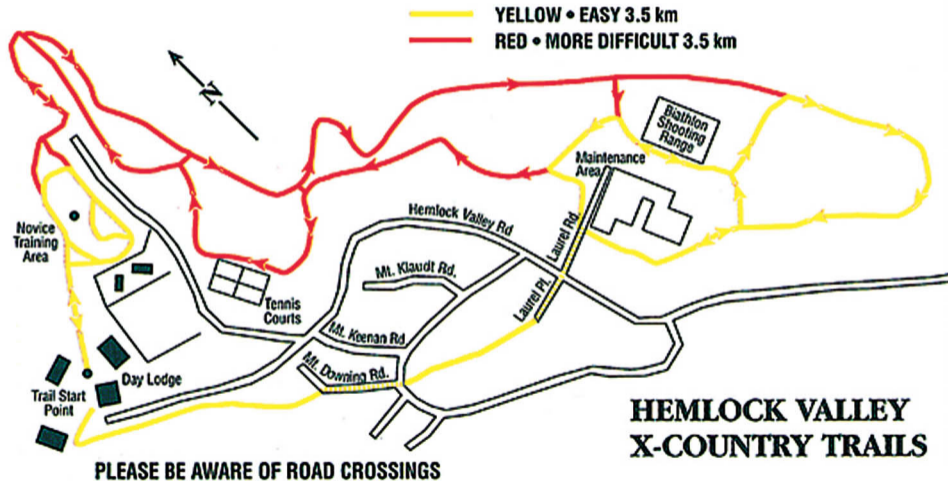 YELLOW • EASY 3.5 km
RED • MORE DIFFICULT 3.5 km
N
Biathlon
Shooting
Range
Maintenance
Area
Hemlock Valley Rd
Laurel Rd.
Novice
Training
Area
Mt. Klaudt Rd.
Laurel Pl.
Tennis
Courts
Mt. Keenan Rd
Mt. Downing Rd.
Day Lodge
Trail Start
Point
HEMLOCK VALLEY
X-COUNTRY TRAILS
PLEASE BE AWARE OF ROAD CROSSINGS